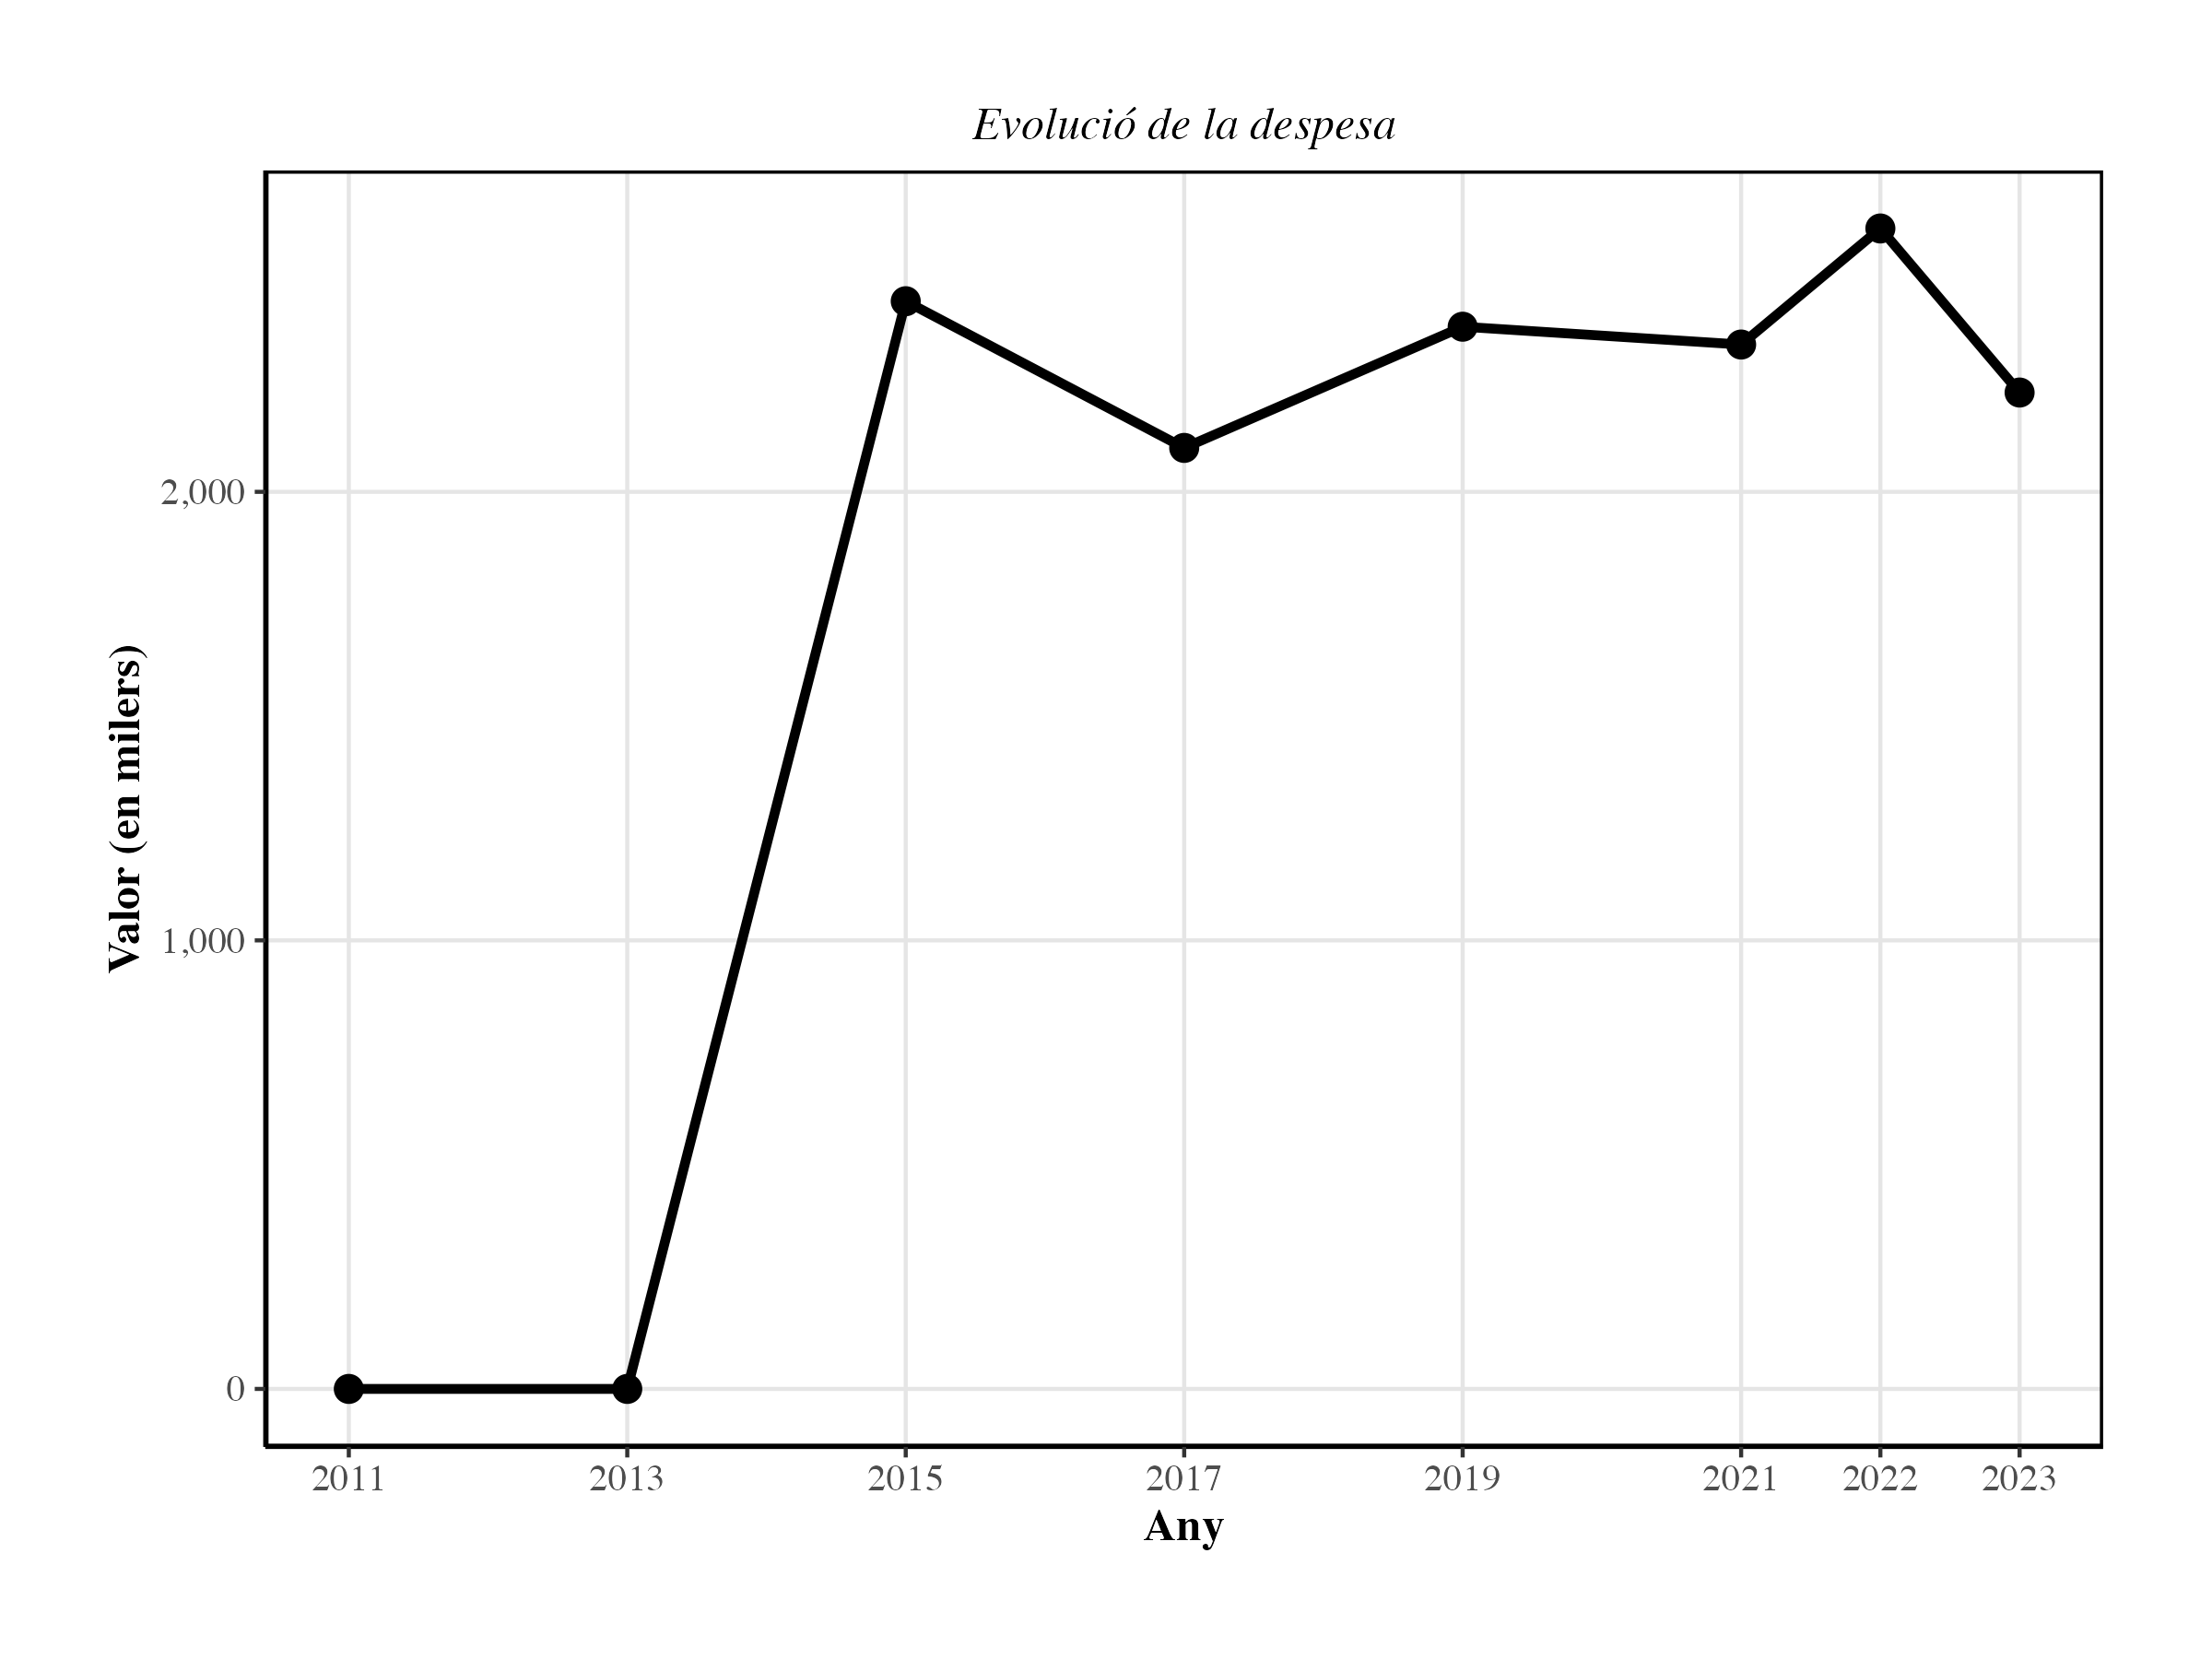 Evolució de la despesa
Valor (en milers)
2,000
1,000
0
2011 2013 2015 2017 2019 2021 2022 2023
Any